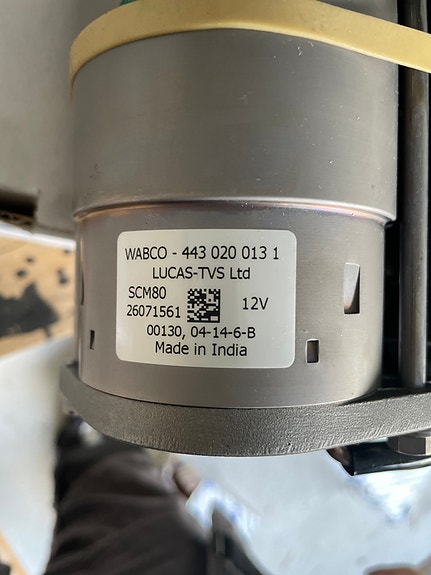 WABCO - 443 020 013 1
LUCAS-TVS Ltd
SCM80
26071561
12V
00130, 04-14-6-B
Made in India